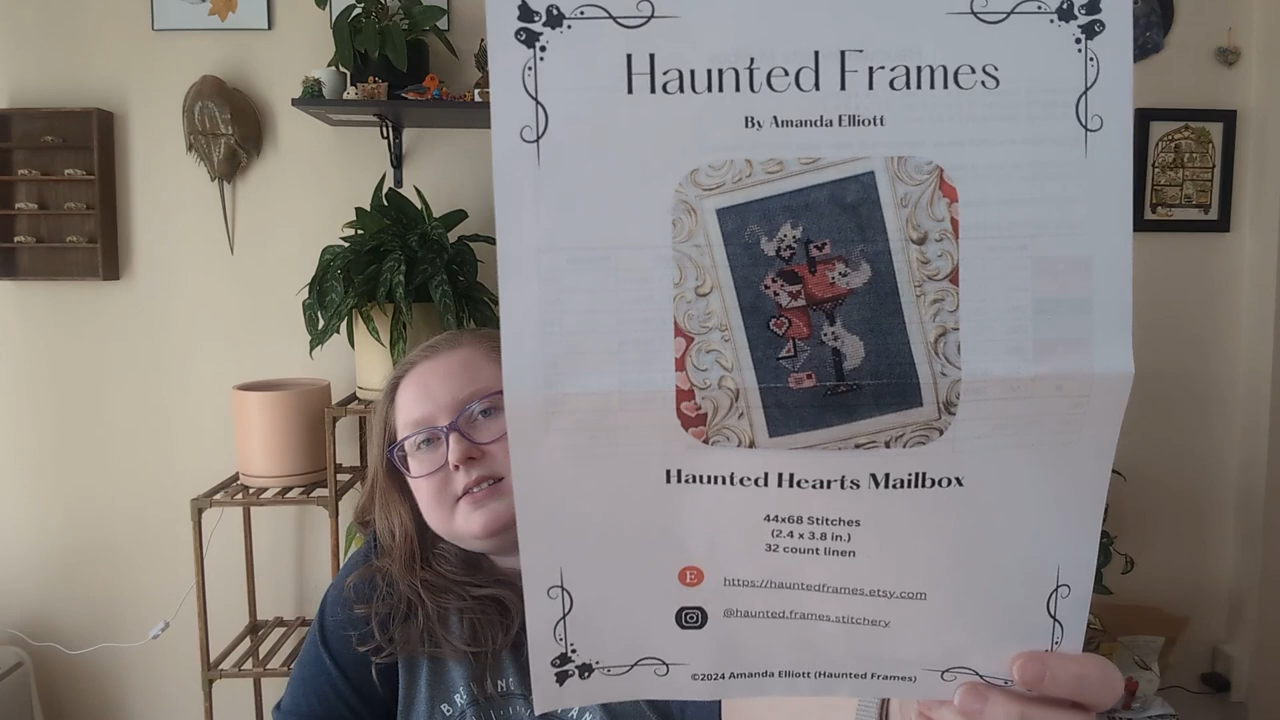 Haunted Frames
By Amanda Elliott
Haunted Hearts Mailbox
44x68 Stitches
(2.4 x 3.8 in.)
32 count linen
E https://hauntedframes.etsy.com
@haunted.frames.stitchery
©2024 Amanda Elliott (Haunted Frames)